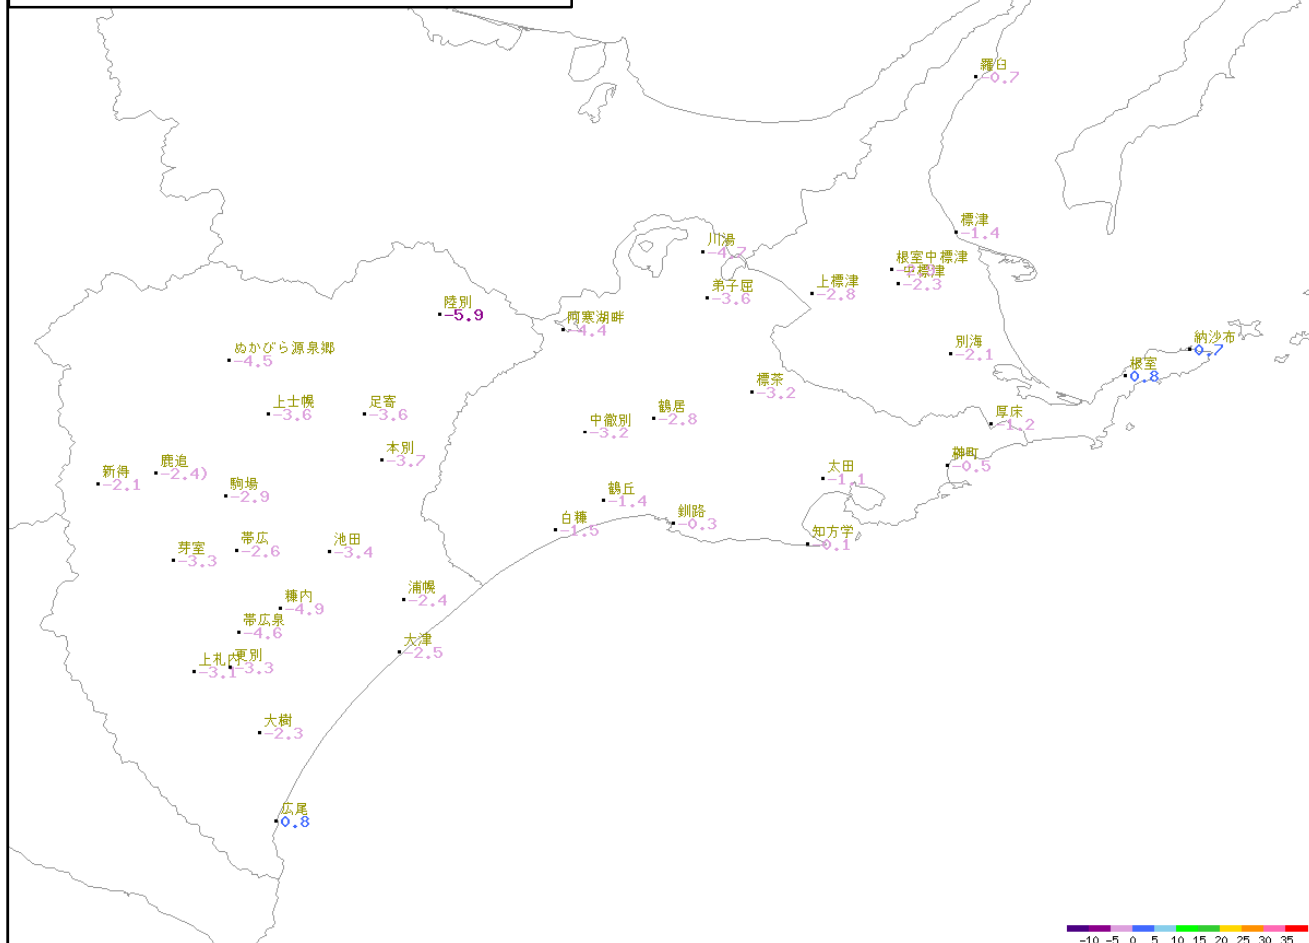 羅臼
-0.7
標津
-1.4
川湯
-4.7
根室中標津
中標津
-2.3
弟子屈
-3.6
上標津
-2.8
陸別
-5.9
阿寒湖畔
-4.4
納沙布
0.7
ぬかびら源泉郷
-4.5
別海
-2.1
根室
0.8
標茶
-3.2
上士幌
-3.6
足寄
-3.6
鶴居
-2.8
厚床
-1.2
中徹別
-3.2
本別
-3.7
榊町
-0.5
鹿追
-2.4)
新得
-2.1
太田
-1.1
駒場
-2.9
鶴丘
-1.4
釧路
-0.3
白糠
-1.5
知方学
-0.1
帯広
-2.6
池田
-3.4
芽室
-3.3
浦幌
-2.4
糠内
-4.9
帯広泉
-4.6
大津
-2.5
更別
-3.3
上札内
-3.1
大樹
-2.3
広尾
0.8
-10 -5 0 5 10 15 20 25 30 35